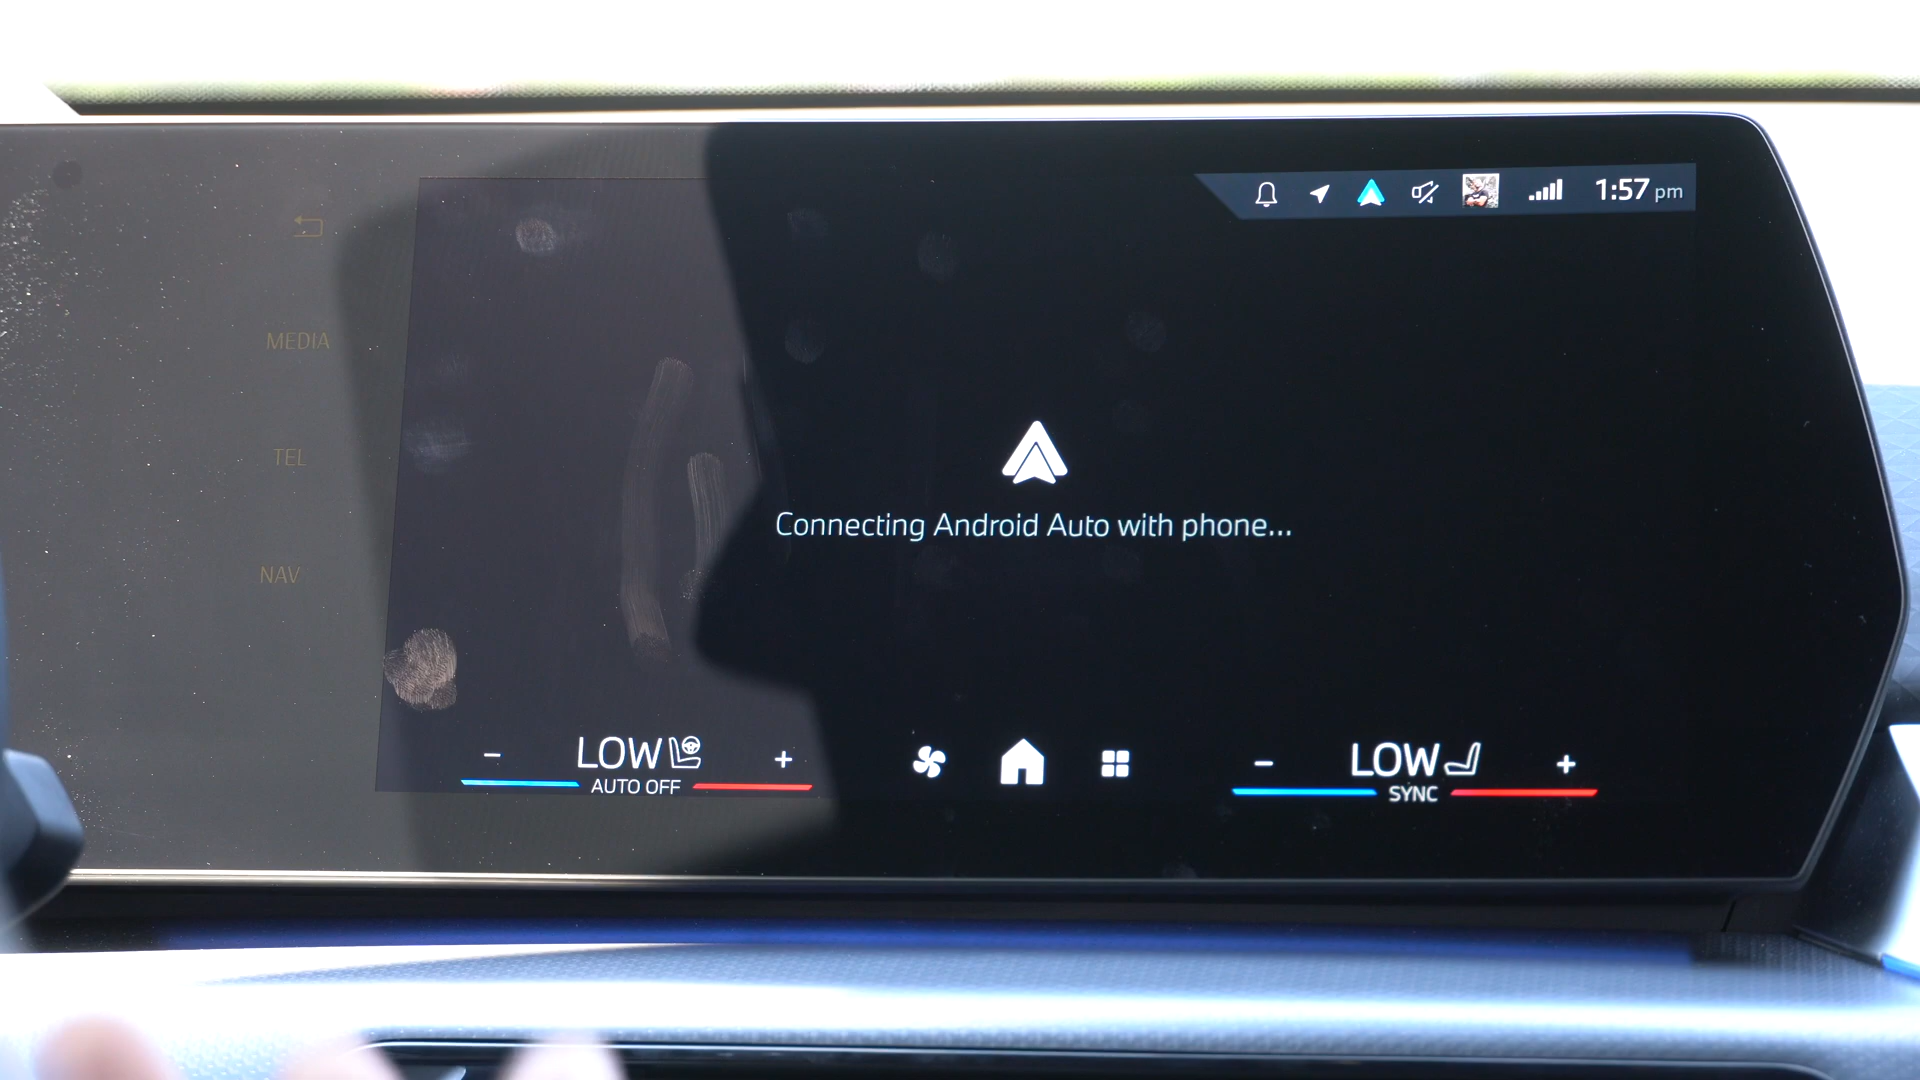 1:57 pm
MEDIA
TEL
NAV
Connecting Android Auto with phone...
- LOW +
AUTO OFF
- LOW +
SYNC